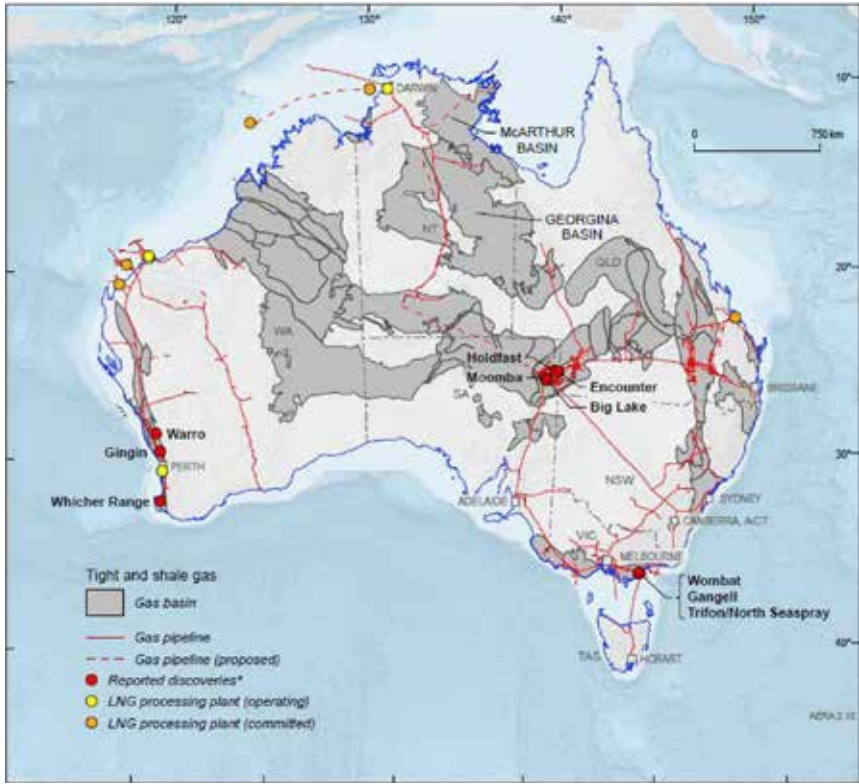 120°
130°
140°
150°
10°
DARWIN
McARTHUR
BASIN
0
750 km
GEORGINA
BASIN
NT
20°
QLD
WA
Holdfast
Moomba
Encounter
Big Lake
BRISBANE
SA
Warro
Gingin
PERTH
30°
Whicher Range
NSW
ADELAIDE
SYDNEY
CANBERRA, ACT
VIC
MELBOURNE
Wombat
Gangell
Trifon/North Seaspray
Tight and shale gas
Gas basin
Gas pipeline
Gas pipeline (proposed)
Reported discoveries*
LNG processing plant (operating)
LNG processing plant (committed)
40°
TAS
HOBART